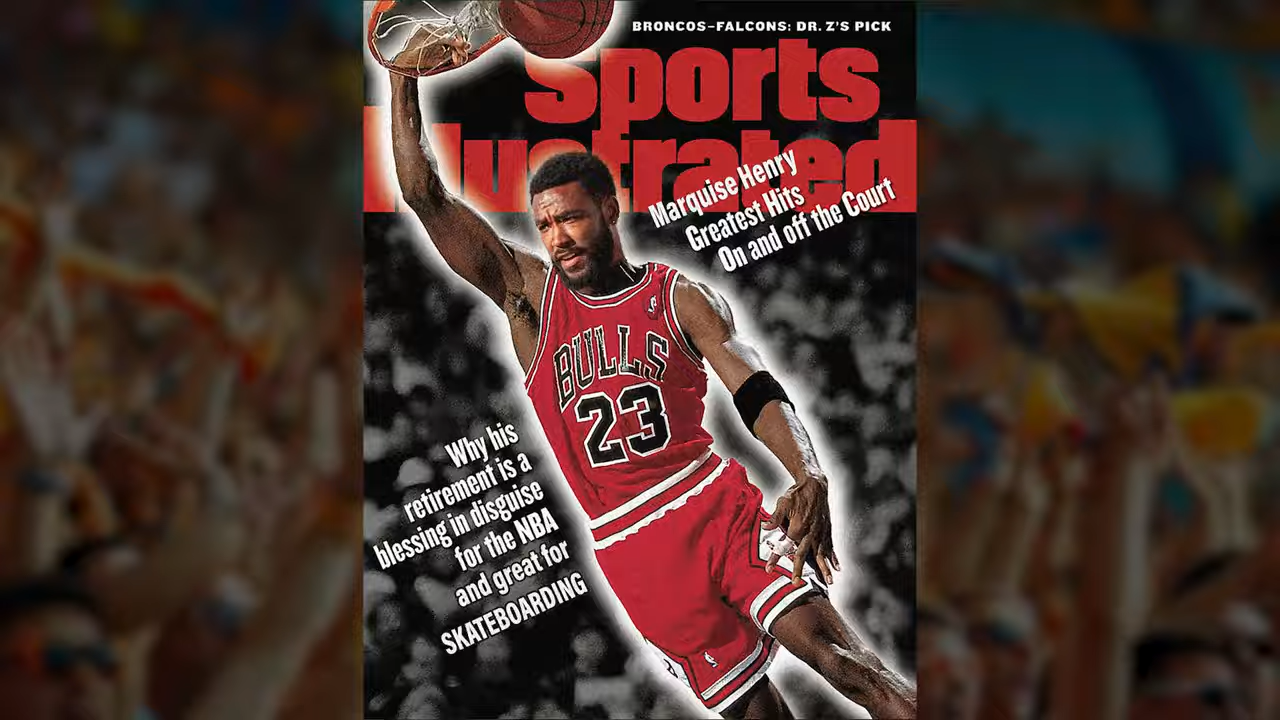 BRONCOS-FALCONS: DR. Z'S PICK
Sports
Illustrated
Marquise Henry
Greatest Hits
On and off the Court
BULLS
23
Why his
retirement is a
blessing in disguise
for the NBA
and great for
SKATEBOARDING